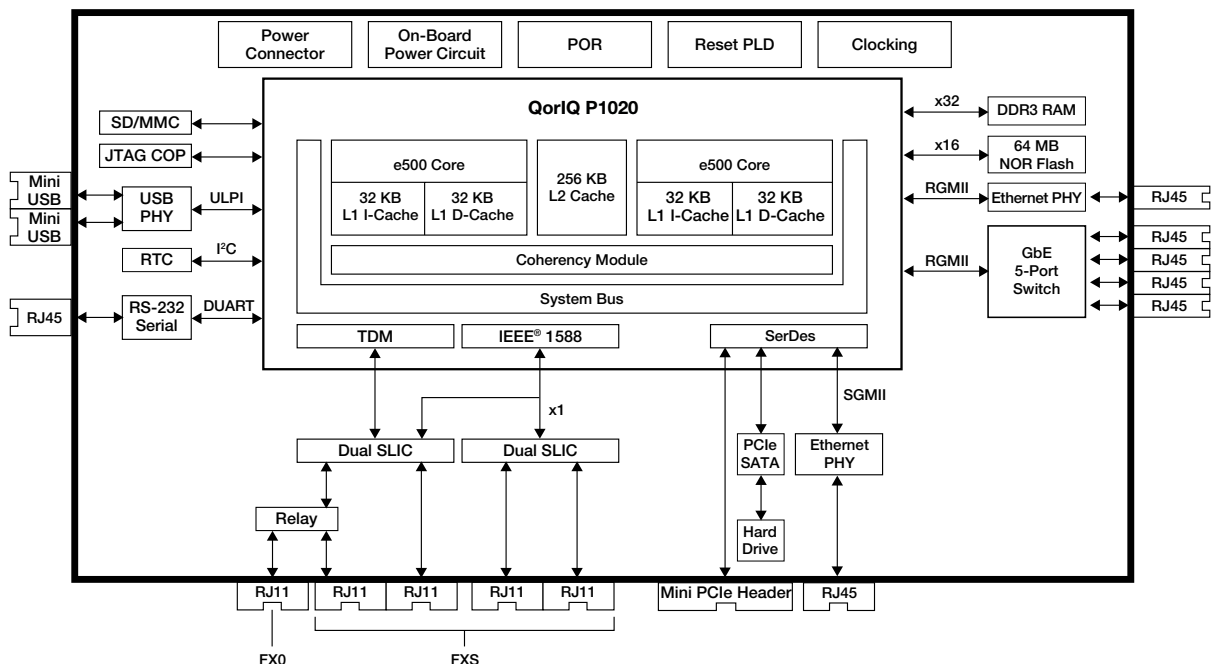 Power
Connector
On-Board
Power Circuit
POR
Reset PLD
Clocking
QorIQ P1020
SD/MMC
JTAG COP
Mini
USB
Mini
USB
USB
PHY
ULPI
RTC
I²C
RJ45
RS-232
Serial
DUART
e500 Core
32 KB
L1 I-Cache
32 KB
L1 D-Cache
256 KB
L2 Cache
e500 Core
32 KB
L1 I-Cache
32 KB
L1 D-Cache
Coherency Module
System Bus
TDM
IEEE® 1588
SerDes
x32
DDR3 RAM
x16
64 MB
NOR Flash
RGMII
Ethernet PHY
RJ45
RGMII
GbE
5-Port
Switch
RJ45
RJ45
RJ45
RJ45
x1
SGMII
Dual SLIC
Dual SLIC
PCIe
SATA
Ethernet
PHY
Relay
Hard
Drive
RJ11
RJ11
RJ11
RJ11
RJ11
Mini PCIe Header
RJ45
FX0
FXS